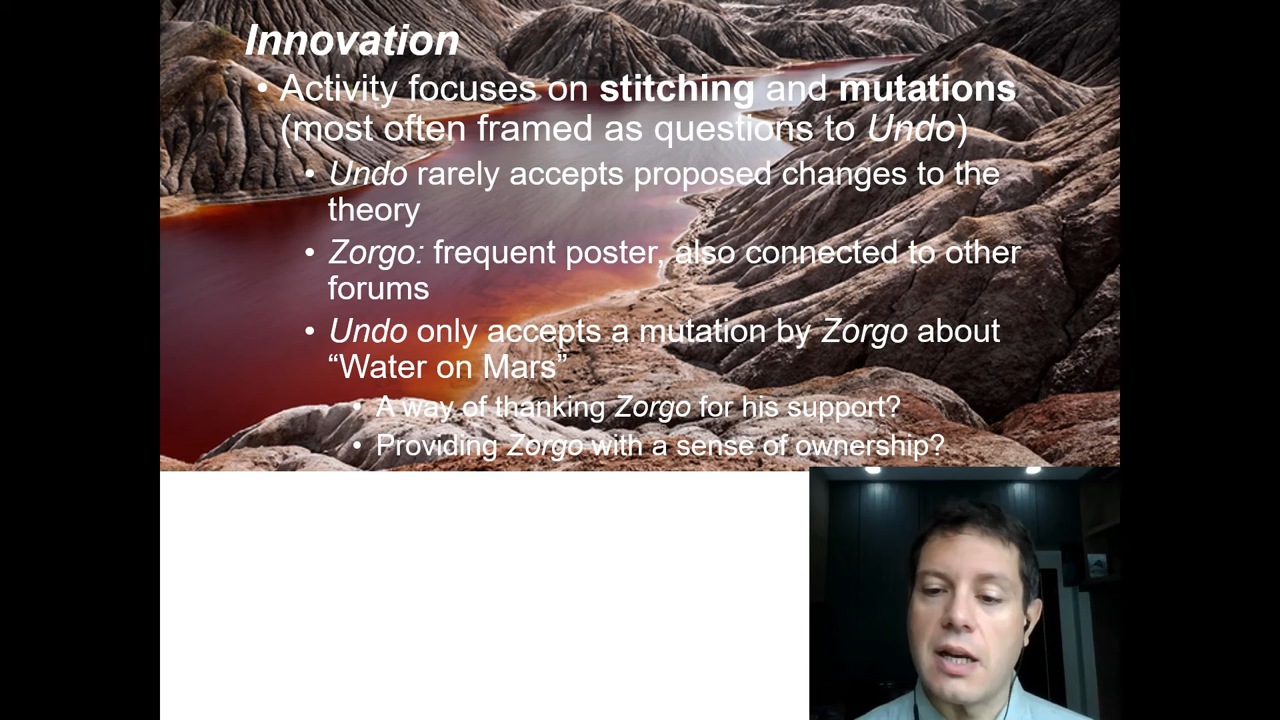 Innovation
• Activity focuses on stitching and mutations
(most often framed as questions to Undo)
• Undo rarely accepts proposed changes to the
theory
• Zorgo: frequent poster, also connected to other
forums
• Undo only accepts a mutation by Zorgo about
“Water on Mars”
• A way of thanking Zorgo for his support?
• Providing Zorgo with a sense of ownership?